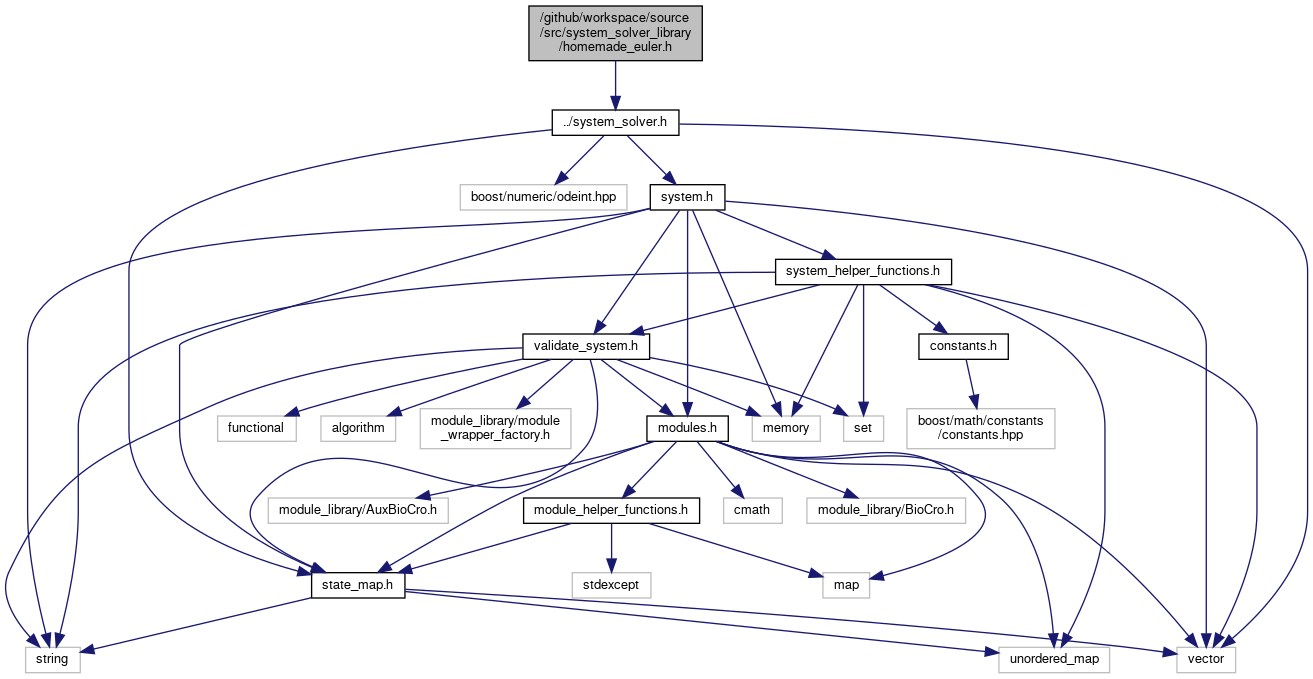 /github/workspace/source
/src/system_solver_library
/homemade_euler.h
../system_solver.h
boost/numeric/odeint.hpp
system.h
system_helper_functions.h
validate_system.h
constants.h
functional
algorithm
module_library/module
_wrapper_factory.h
modules.h
memory
set
boost/math/constants
/constants.hpp
module_library/AuxBioCro.h
module_helper_functions.h
cmath
module_library/BioCro.h
state_map.h
stdexcept
map
string
unordered_map
vector